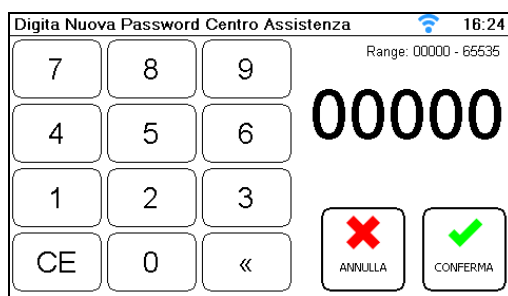 Digita Nuova Password Centro Assistenza 16:24
Range: 00000 - 65535
00000
7 8 9
4 5 6
1 2 3
CE 0 «
ANNULLA CONFERMA